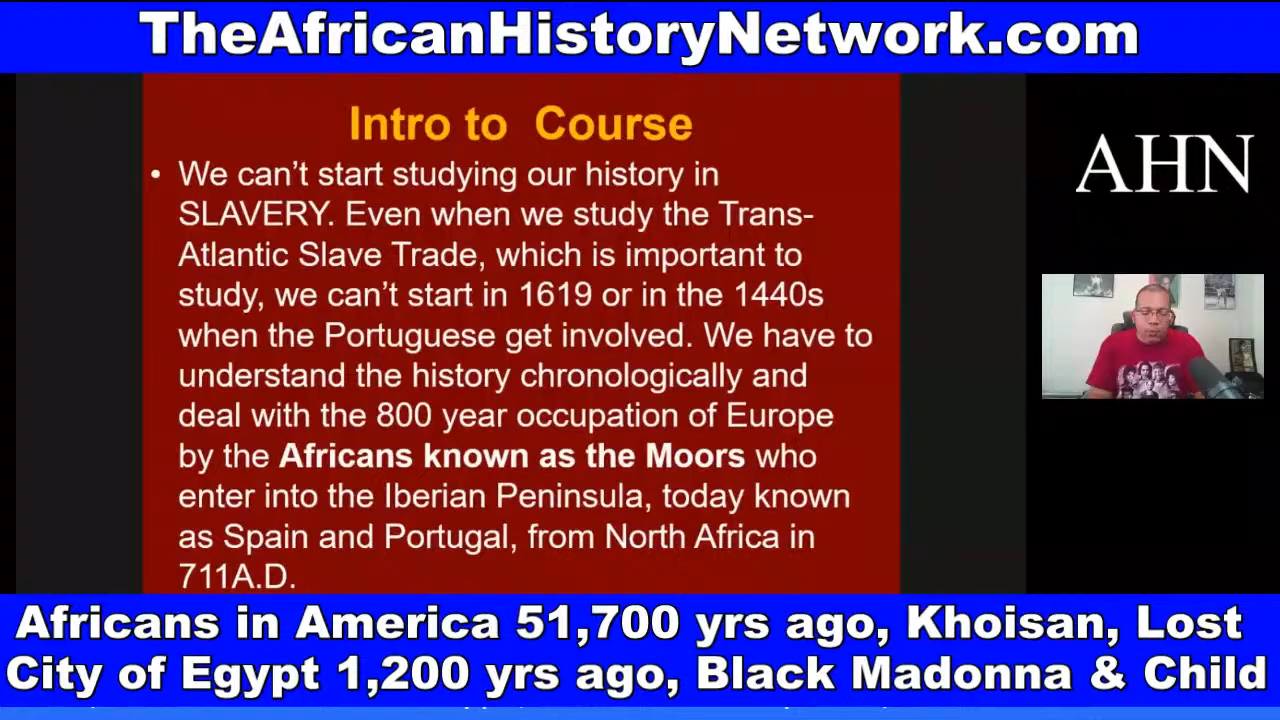 TheAfricanHistoryNetwork.com
Intro to Course
• We can't start studying our history in
SLAVERY. Even when we study the Trans-
Atlantic Slave Trade, which is important to
study, we can't start in 1619 or in the 1440s
when the Portuguese get involved. We have to
understand the history chronologically and
deal with the 800 year occupation of Europe
by the Africans known as the Moors who
enter into the Iberian Peninsula, today known
as Spain and Portugal, from North Africa in
711A.D.
AHN
Africans in America 51,700 yrs ago, Khoisan, Lost
City of Egypt 1,200 yrs ago, Black Madonna & Child